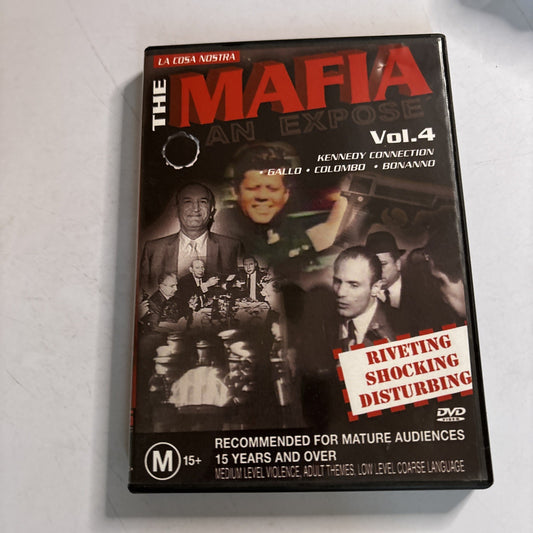 LA COSA NOSTRA
THE MAFIA
AN EXPOSE
Vol.4
KENNEDY CONNECTION
• GALLO • COLOMBO • BONANNO
RIVETING
SHOCKING
DISTURBING
DVD
VIDEO
M 15+
RECOMMENDED FOR MATURE AUDIENCES
15 YEARS AND OVER
MEDIUM LEVEL VIOLENCE, ADULT THEMES, LOW LEVEL COARSE LANGUAGE